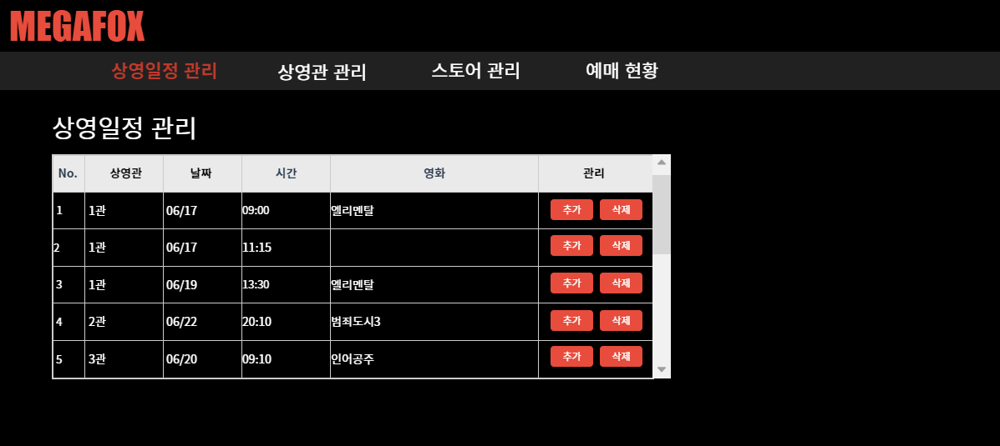 MEGAFOX
상영일정 관리 상영관 관리 스토어 관리 예매 현황
상영일정 관리
No. 상영관 날짜 시간 영화 관리
1 1관 06/17 09:00 엘리멘탈 추가 삭제
2 1관 06/17 11:15 추가 삭제
3 1관 06/19 13:30 엘리멘탈 추가 삭제
4 2관 06/22 20:10 범죄도시3 추가 삭제
5 3관 06/20 09:10 인어공주 추가 삭제